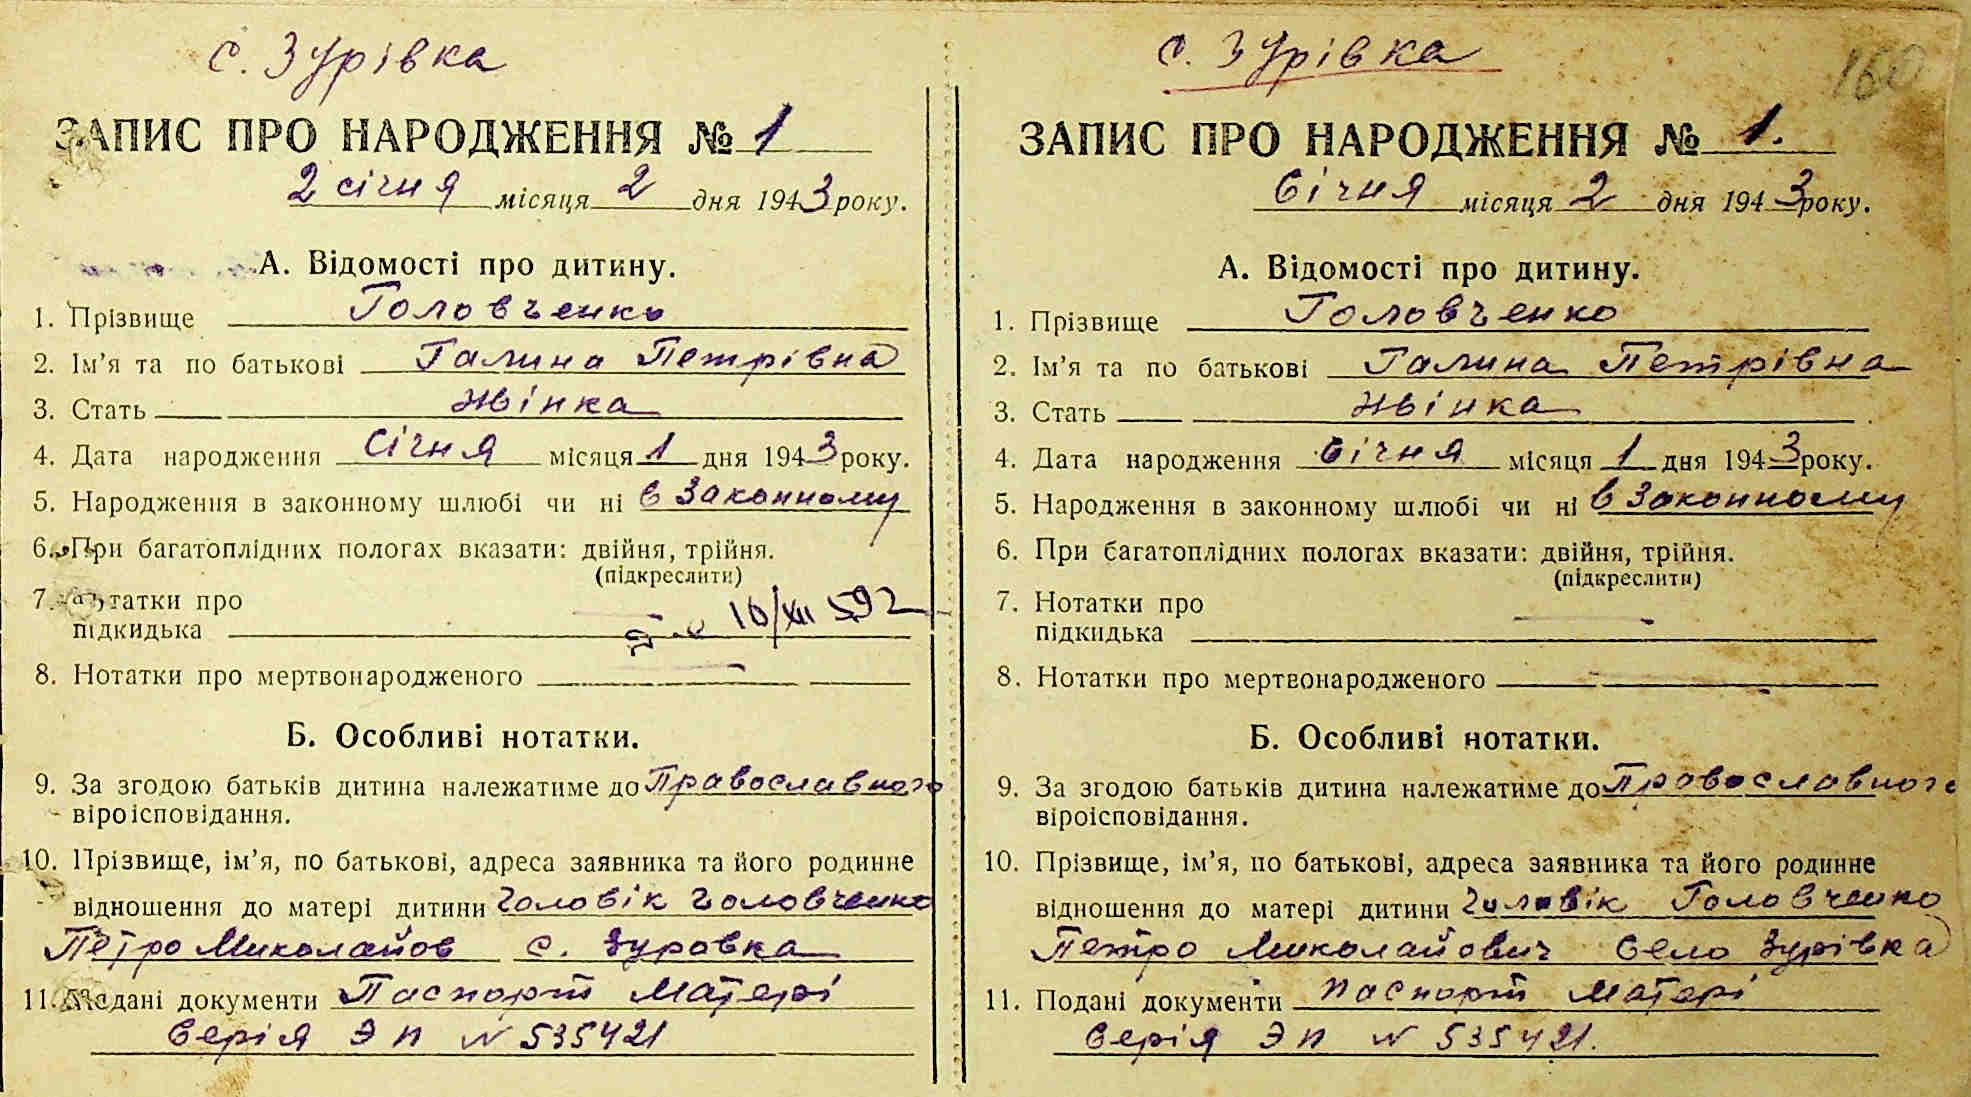 с. Зурівка
ЗАПИС ПРО НАРОДЖЕННЯ № 1
2 січня місяця 2 дня 1943 року.
А. Відомості про дитину.
1. Прізвище Головченко
2. Ім’я та по батькові Галина Петрівна
3. Стать жінка
4. Дата народження Січня місяця 1 дня 1943 року.
5. Народження в законному шлюбі чи ні в Законному
6. При багатоплідних пологах вказати: двійня, трійня.
(підкреслити)
7. Нотатки про
підкидька 10/XII 592
8. Нотатки про мертвонародженого
Б. Особливі нотатки.
9. За згодою батьків дитина належатиме до Православного
віроісповідання.
10. Прізвище, ім’я, по батькові, адреса заявника та його родинне
відношення до матері дитини Чоловік Головченко
Петро Миколайов с. Зуровка
11. Подані документи Паспорт Матері
Серія ЭП N 535421
с. Зурівка
160
ЗАПИС ПРО НАРОДЖЕННЯ № 1.
Січня місяця 2 дня 1943 року.
А. Відомості про дитину.
1. Прізвище Головченко
2. Ім’я та по батькові Галина Петрівна
3. Стать жінка
4. Дата народження Січня місяця 1 дня 1943 року.
5. Народження в законному шлюбі чи ні в Законному
6. При багатоплідних пологах вказати: двійня, трійня.
(підкреслити)
7. Нотатки про
підкидька
8. Нотатки про мертвонародженого
Б. Особливі нотатки.
9. За згодою батьків дитина належатиме до Православного
віроісповідання.
10. Прізвище, ім’я, по батькові, адреса заявника та його родинне
відношення до матері дитини Чоловік Головченко
Петро Миколайович Село Зурівка
11. Подані документи Паспорт Матері
Серія ЭП N 535421.